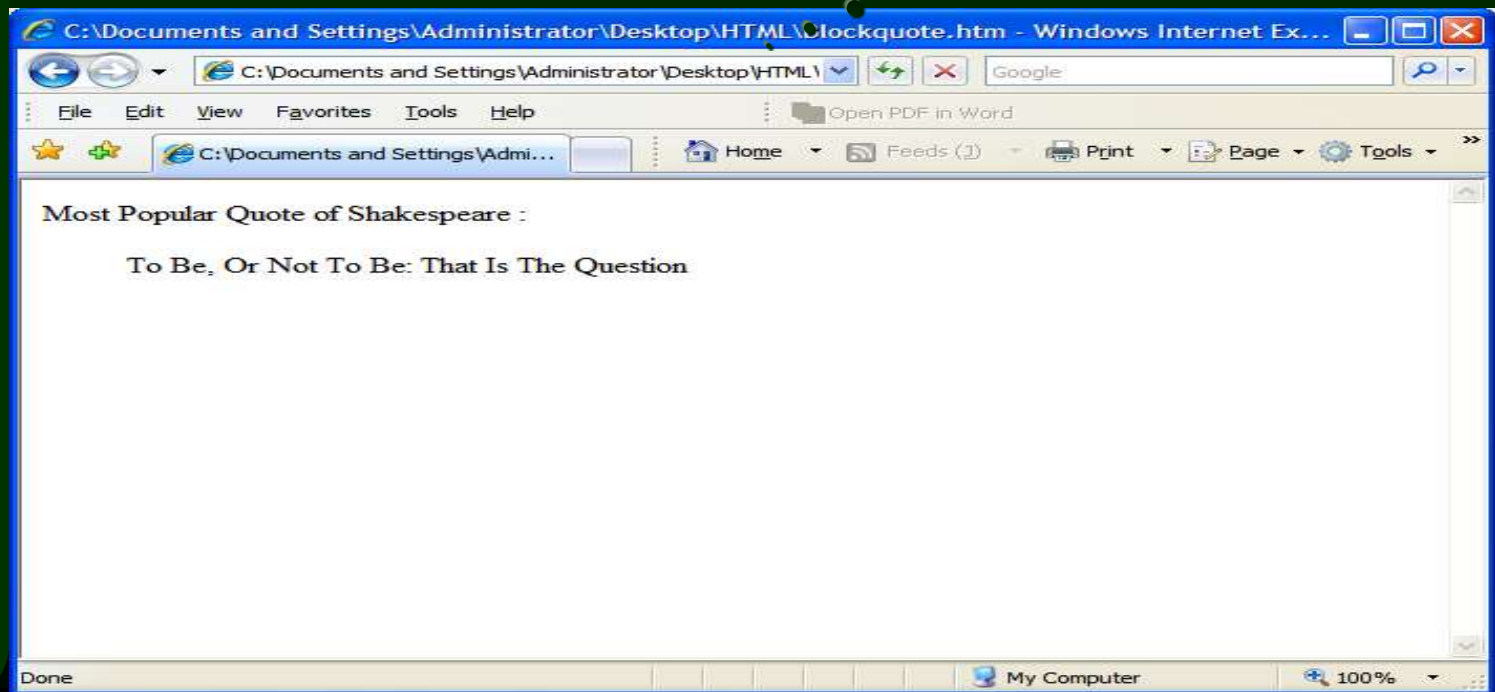 C:\Documents and Settings\Administrator\Desktop\HTML\Blockquote.htm - Windows Internet Ex...
C:\Documents and Settings\Administrator\Desktop\HTML\ Google
File Edit View Favorites Tools Help Open PDF in Word
C:\Documents and Settings\Admi... Home Feeds (J) Print Page Tools »
Most Popular Quote of Shakespeare :
To Be, Or Not To Be: That Is The Question
Done My Computer 100%